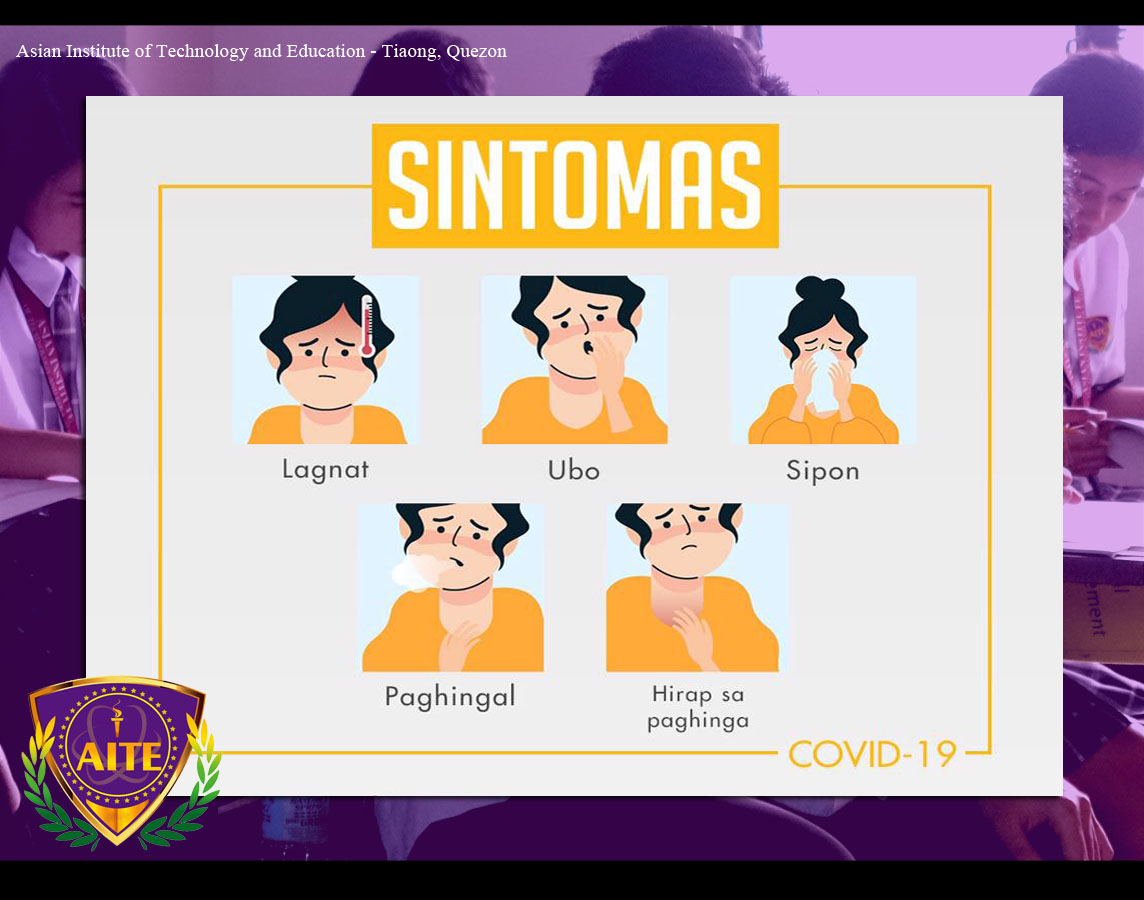 Asian Institute of Technology and Education - Tiaong, Quezon
SINTOMAS
Lagnat
Ubo
Sipon
Paghingal
Hirap sa
paghinga
COVID-19
AITE
ement